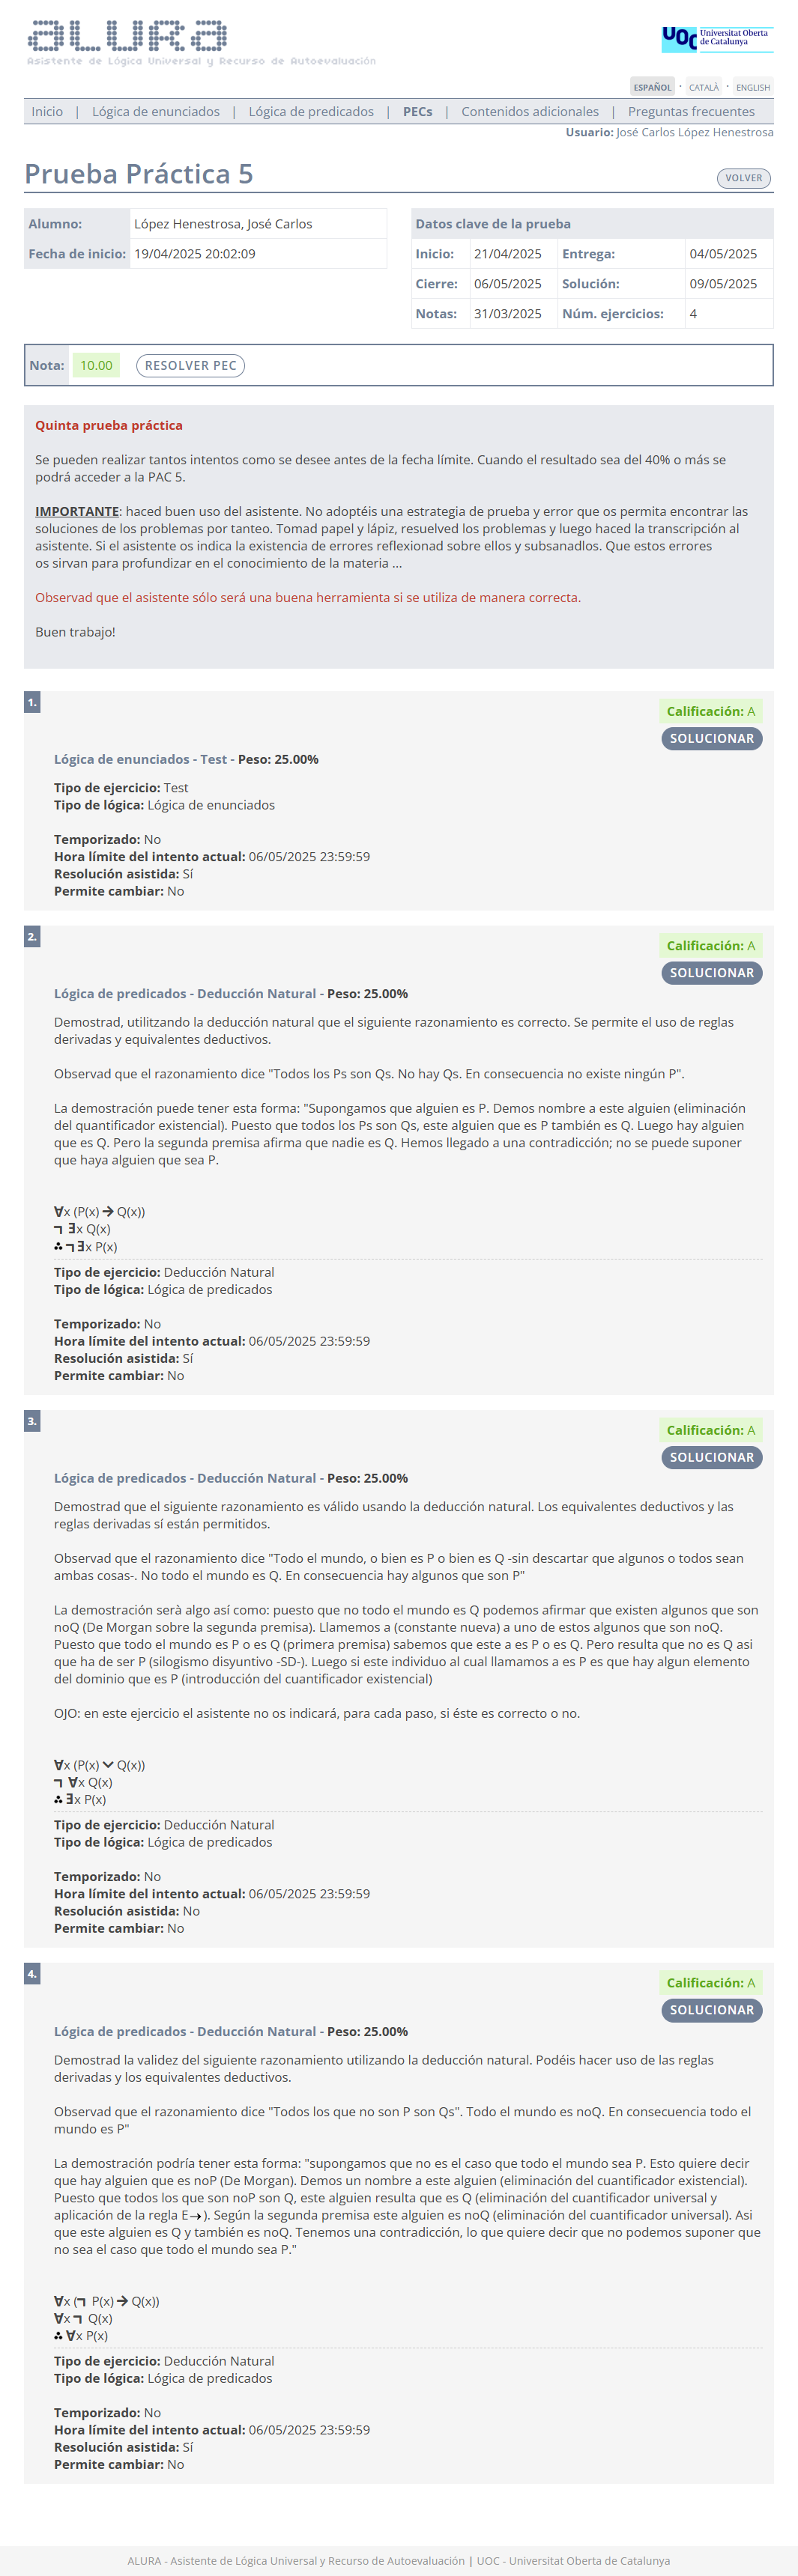 aLURa
Asistente de Lógica Universal y Recurso de Autoevaluación
UOC Universitat Oberta
de Catalunya
ESPAÑOL · CATALÀ · ENGLISH
Inicio | Lógica de enunciados | Lógica de predicados | PECs | Contenidos adicionales | Preguntas frecuentes
Usuario: José Carlos López Henestrosa
Prueba Práctica 5
VOLVER
Alumno: López Henestrosa, José Carlos
Fecha de inicio: 19/04/2025 20:02:09
Datos clave de la prueba
Inicio: 21/04/2025 Entrega: 04/05/2025
Cierre: 06/05/2025 Solución: 09/05/2025
Notas: 31/03/2025 Núm. ejercicios: 4
Nota: 10.00 RESOLVER PEC
Quinta prueba práctica
Se pueden realizar tantos intentos como se desee antes de la fecha límite. Cuando el resultado sea del 40% o más se
podrá acceder a la PAC 5.
IMPORTANTE: haced buen uso del asistente. No adoptéis una estrategia de prueba y error que os permita encontrar las
soluciones de los problemas por tanteo. Tomad papel y lápiz, resuelved los problemas y luego haced la transcripción al
asistente. Si el asistente os indica la existencia de errores reflexionad sobre ellos y subsanadlos. Que estos errores
os sirvan para profundizar en el conocimiento de la materia ...
Observad que el asistente sólo será una buena herramienta si se utiliza de manera correcta.
Buen trabajo!
1.
Calificación: A
SOLUCIONAR
Lógica de enunciados - Test - Peso: 25.00%
Tipo de ejercicio: Test
Tipo de lógica: Lógica de enunciados
Temporizado: No
Hora límite del intento actual: 06/05/2025 23:59:59
Resolución asistida: Sí
Permite cambiar: No
2.
Calificación: A
SOLUCIONAR
Lógica de predicados - Deducción Natural - Peso: 25.00%
Demostrad, utilitzando la deducción natural que el siguiente razonamiento es correcto. Se permite el uso de reglas
derivadas y equivalentes deductivos.
Observad que el razonamiento dice "Todos los Ps son Qs. No hay Qs. En consecuencia no existe ningún P".
La demostración puede tener esta forma: "Supongamos que alguien es P. Demos nombre a este alguien (eliminación
del quantificador existencial). Puesto que todos los Ps son Qs, este alguien que es P también es Q. Luego hay alguien
que es Q. Pero la segunda premisa afirma que nadie es Q. Hemos llegado a una contradicción; no se puede suponer
que haya alguien que sea P.
∀x (P(x) → Q(x))
¬ ∃x Q(x)
∴ ¬∃x P(x)
Tipo de ejercicio: Deducción Natural
Tipo de lógica: Lógica de predicados
Temporizado: No
Hora límite del intento actual: 06/05/2025 23:59:59
Resolución asistida: Sí
Permite cambiar: No
3.
Calificación: A
SOLUCIONAR
Lógica de predicados - Deducción Natural - Peso: 25.00%
Demostrad que el siguiente razonamiento es válido usando la deducción natural. Los equivalentes deductivos y las
reglas derivadas sí están permitidos.
Observad que el razonamiento dice "Todo el mundo, o bien es P o bien es Q -sin descartar que algunos o todos sean
ambas cosas-. No todo el mundo es Q. En consecuencia hay algunos que son P"
La demostración serà algo así como: puesto que no todo el mundo es Q podemos afirmar que existen algunos que son
noQ (De Morgan sobre la segunda premisa). Llamemos a (constante nueva) a uno de estos algunos que son noQ.
Puesto que todo el mundo es P o es Q (primera premisa) sabemos que este a es P o es Q. Pero resulta que no es Q asi
que ha de ser P (silogismo disyuntivo -SD-). Luego si este individuo al cual llamamos a es P es que hay algun elemento
del dominio que es P (introducción del cuantificador existencial)
OJO: en este ejercicio el asistente no os indicará, para cada paso, si éste es correcto o no.
∀x (P(x) ∨ Q(x))
¬ ∀x Q(x)
∴ ∃x P(x)
Tipo de ejercicio: Deducción Natural
Tipo de lógica: Lógica de predicados
Temporizado: No
Hora límite del intento actual: 06/05/2025 23:59:59
Resolución asistida: No
Permite cambiar: No
4.
Calificación: A
SOLUCIONAR
Lógica de predicados - Deducción Natural - Peso: 25.00%
Demostrad la validez del siguiente razonamiento utilizando la deducción natural. Podéis hacer uso de las reglas
derivadas y los equivalentes deductivos.
Observad que el razonamiento dice "Todos los que no son P son Qs". Todo el mundo es noQ. En consecuencia todo el
mundo es P"
La demostración podría tener esta forma: "supongamos que no es el caso que todo el mundo sea P. Esto quiere decir
que hay alguien que es noP (De Morgan). Demos un nombre a este alguien (eliminación del cuantificador existencial).
Puesto que todos los que son noP son Q, este alguien resulta que es Q (eliminación del cuantificador universal y
aplicación de la regla E→). Según la segunda premisa este alguien es noQ (eliminación del cuantificador universal). Asi
que este alguien es Q y también es noQ. Tenemos una contradicción, lo que quiere decir que no podemos suponer que
no sea el caso que todo el mundo sea P."
∀x (¬ P(x) → Q(x))
∀x ¬ Q(x)
∴ ∀x P(x)
Tipo de ejercicio: Deducción Natural
Tipo de lógica: Lógica de predicados
Temporizado: No
Hora límite del intento actual: 06/05/2025 23:59:59
Resolución asistida: Sí
Permite cambiar: No
ALURA - Asistente de Lógica Universal y Recurso de Autoevaluación | UOC - Universitat Oberta de Catalunya